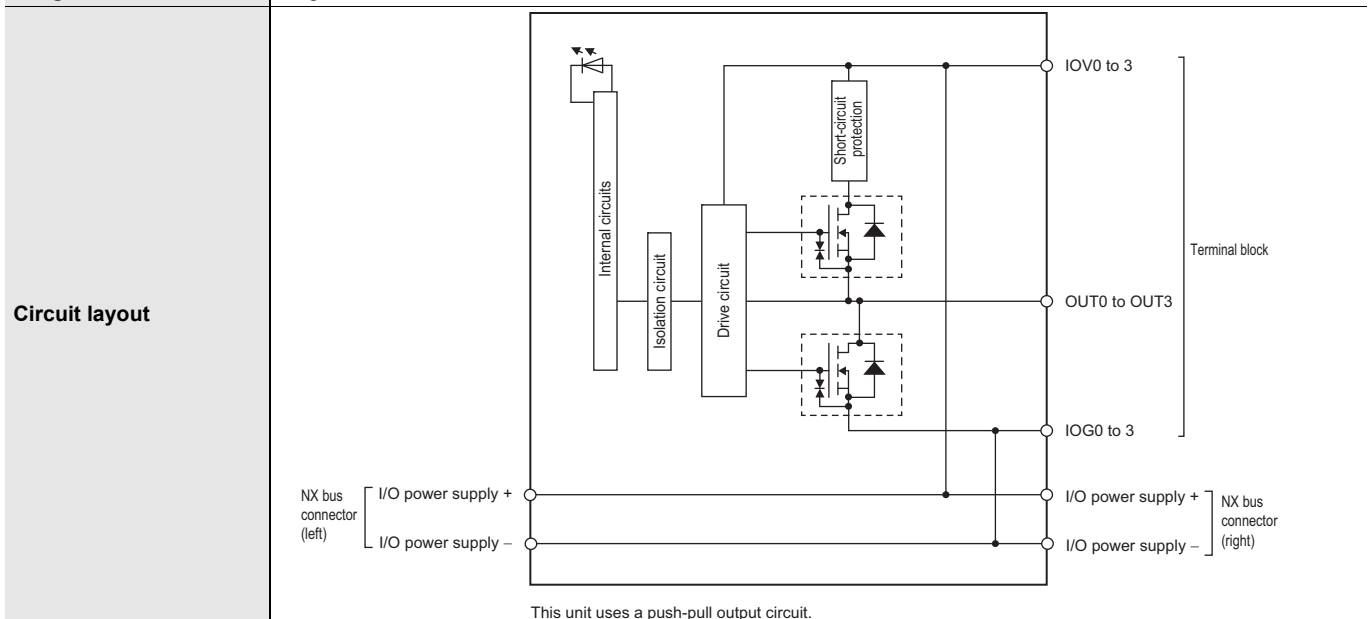 Circuit layout
Internal circuits
Isolation circuit
Drive circuit
Short-circuit
protection
IOV0 to 3
OUT0 to OUT3
IOG0 to 3
Terminal block
NX bus
connector
(left)
I/O power supply +
I/O power supply −
I/O power supply +
I/O power supply −
NX bus
connector
(right)
This unit uses a push-pull output circuit.